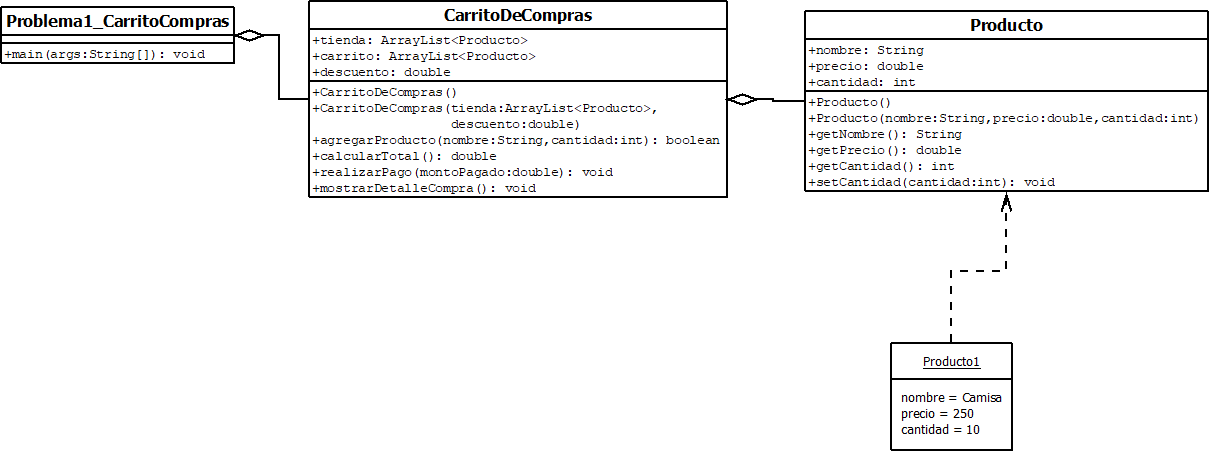 Problema1_CarritoCompras
+main(args:String[]): void
CarritoDeCompras
+tienda: ArrayList<Producto>
+carrito: ArrayList<Producto>
+descuento: double
+CarritoDeCompras()
+CarritoDeCompras(tienda:ArrayList<Producto>,
descuento:double)
+agregarProducto(nombre:String,cantidad:int): boolean
+calcularTotal(): double
+realizarPago(montoPagado:double): void
+mostrarDetalleCompra(): void
Producto
+nombre: String
+precio: double
+cantidad: int
+Producto()
+Producto(nombre:String,precio:double,cantidad:int)
+getNombre(): String
+getPrecio(): double
+getCantidad(): int
+setCantidad(cantidad:int): void
Producto1
nombre = Camisa
precio = 250
cantidad = 10